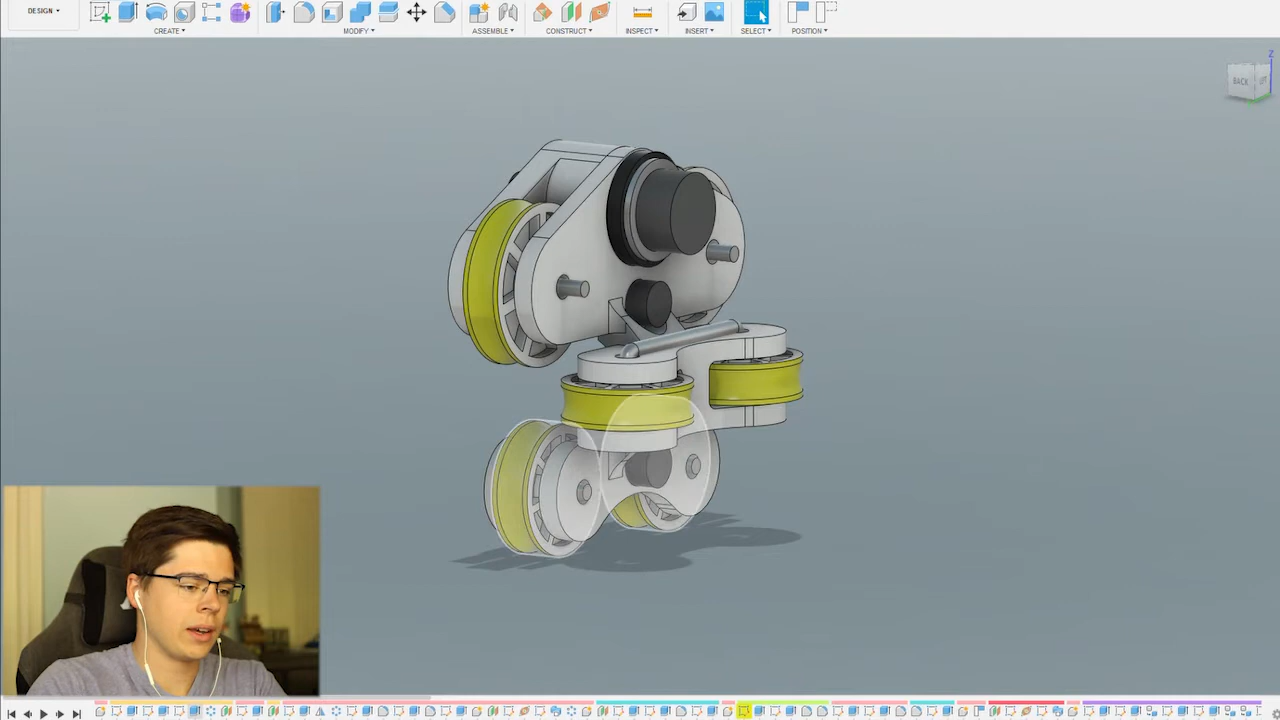 DESIGN
CREATE
MODIFY
ASSEMBLE
CONSTRUCT
INSPECT
INSERT
SELECT
POSITION
Z
BACK